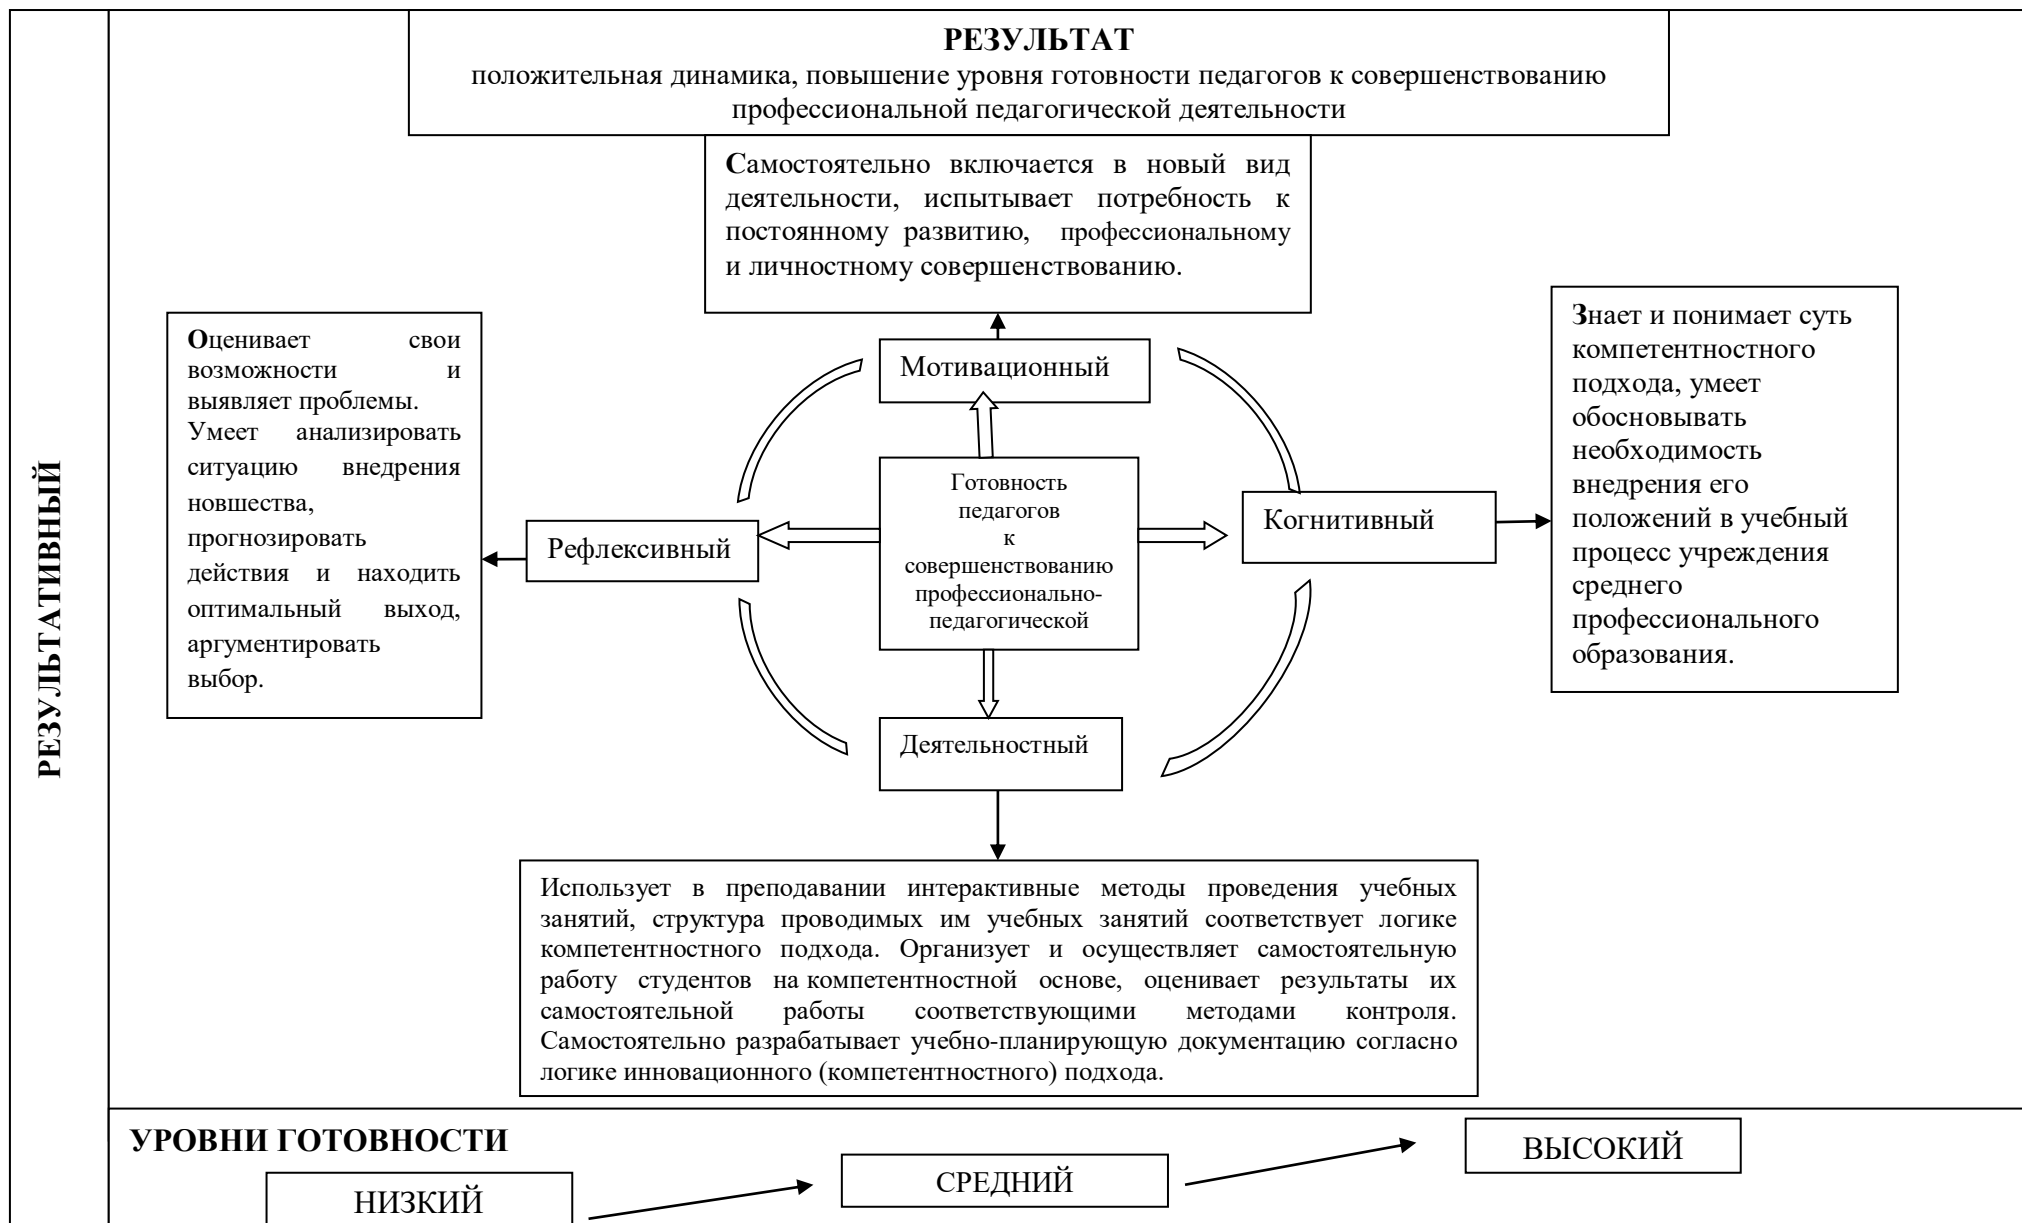 РЕЗУЛЬТАТИВНЫЙ
РЕЗУЛЬТАТ
положительная динамика, повышение уровня готовности педагогов к совершенствованию
профессиональной педагогической деятельности
Самостоятельно включается в новый вид
деятельности, испытывает потребность к
постоянному развитию, профессиональному
и личностному совершенствованию.
Оценивает свои
возможности и
выявляет проблемы.
Умеет анализировать
ситуацию внедрения
новшества,
прогнозировать
действия и находить
оптимальный выход,
аргументировать
выбор.
Мотивационный
Рефлексивный
Готовность
педагогов
к
совершенствованию
профессионально-
педагогической
Когнитивный
Деятельностный
Знает и понимает суть
компетентностного
подхода, умеет
обосновывать
необходимость
внедрения его
положений в учебный
процесс учреждения
среднего
профессионального
образования.
Использует в преподавании интерактивные методы проведения учебных
занятий, структура проводимых им учебных занятий соответствует логике
компетентностного подхода. Организует и осуществляет самостоятельную
работу студентов на компетентностной основе, оценивает результаты их
самостоятельной работы соответствующими методами контроля.
Самостоятельно разрабатывает учебно-планирующую документацию согласно
логике инновационного (компетентностного) подхода.
УРОВНИ ГОТОВНОСТИ
НИЗКИЙ
СРЕДНИЙ
ВЫСОКИЙ